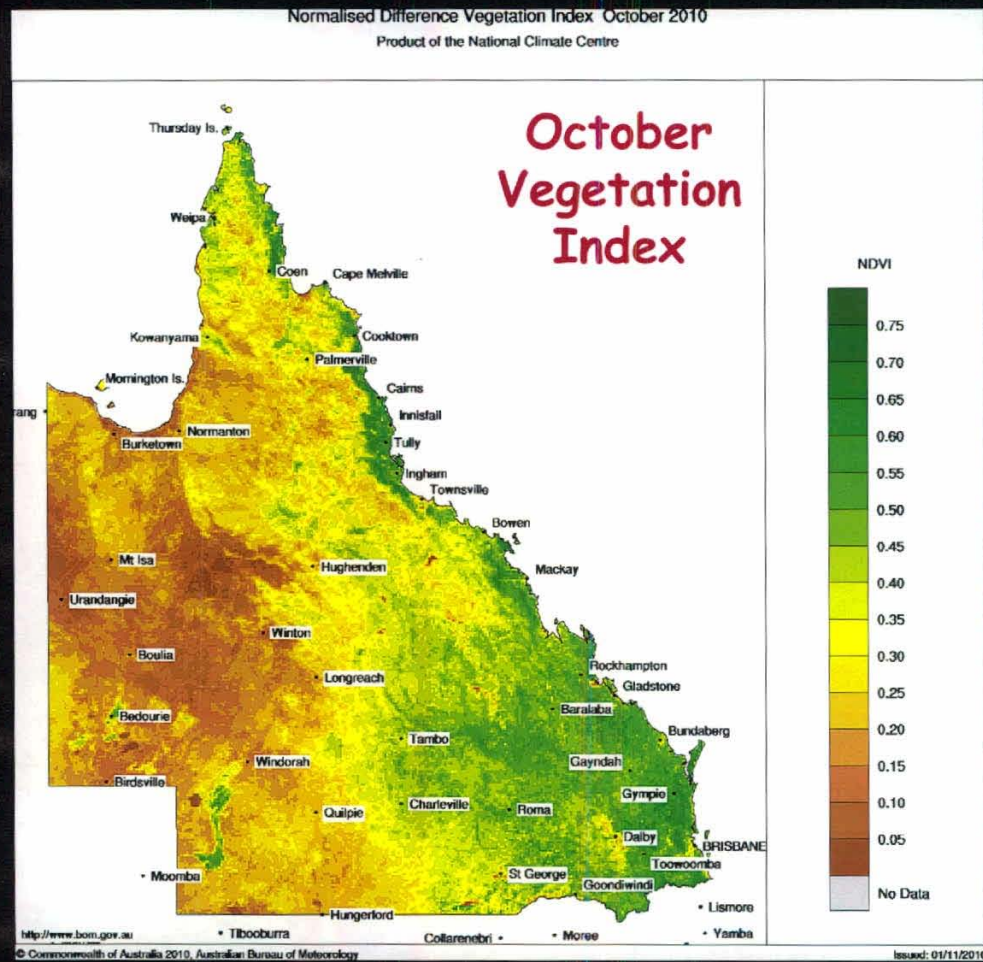 Normalised Difference Vegetation Index October 2010
Product of the National Climate Centre
October
Vegetation
Index
Thursday Is.
Weipa
Coen
Cape Melville
Kowanyama
Cooktown
Palmerville
Mornington Is.
Cairns
rang
Innisfail
Normanton
Burketown
Tully
Ingham
Townsville
Bowen
Mt Isa
Hughenden
Mackay
Urandangie
Winton
Boulia
Rockhampton
Longreach
Gladstone
Baralaba
Bedourie
Bundaberg
Tambo
Windorah
Gayndah
Birdsville
Gympie
Charleville
Roma
Quilpie
Dalby
BRISBANE
Toowoomba
Moomba
St George
Goondiwindi
Lismore
Hungerford
Tibooburra
Collarenebri
Moree
Yamba
NDVI
0.75
0.70
0.65
0.60
0.55
0.50
0.45
0.40
0.35
0.30
0.25
0.20
0.15
0.10
0.05
No Data
http://www.bom.gov.au
© Commonwealth of Australia 2010, Australian Bureau of Meteorology
Issued: 01/11/2010